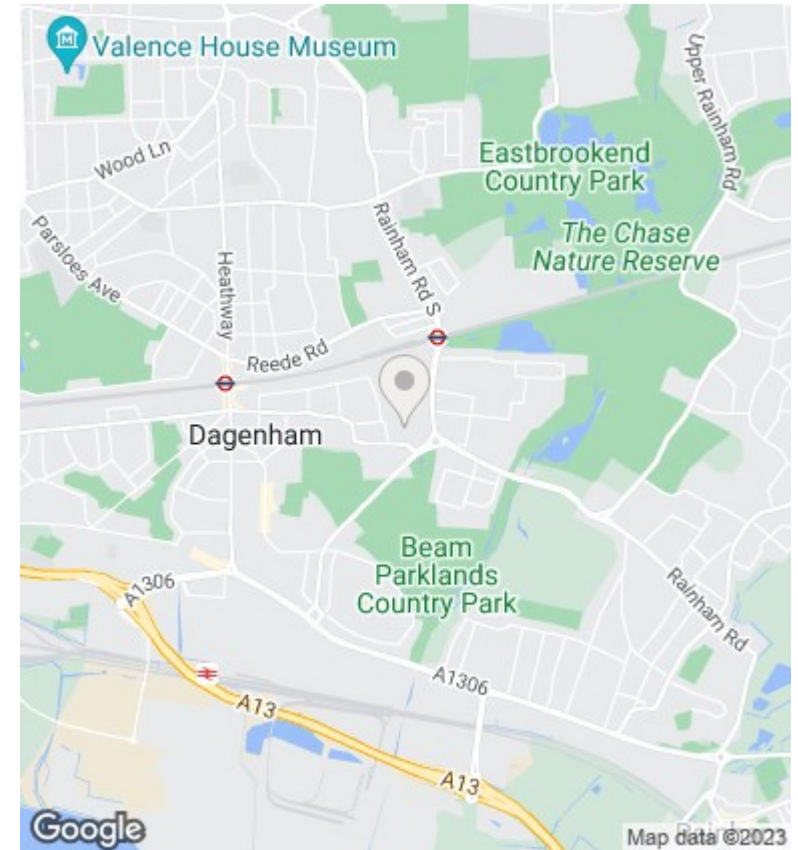 Valence House Museum
Upper Rainham Rd
Wood Ln
Eastbrookend
Country Park
Rainham Rd S
Parsloes Ave
The Chase
Nature Reserve
Heathway
Reede Rd
Dagenham
Beam
Parklands
Country Park
A1306
Rainham Rd
A1306
A13
A13
Google
Map data ©2023